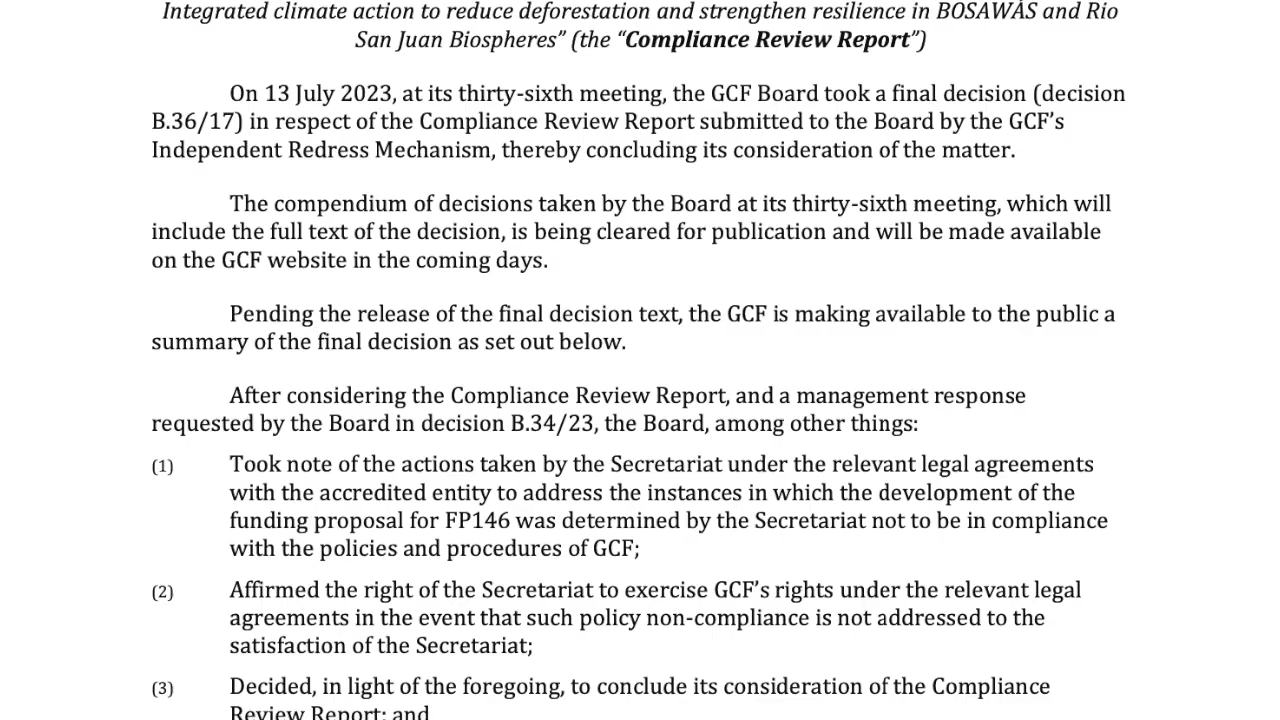 Integrated climate action to reduce deforestation and strengthen resilience in BOSAWÁS and Rio
San Juan Biospheres” (the “Compliance Review Report”)
On 13 July 2023, at its thirty-sixth meeting, the GCF Board took a final decision (decision
B.36/17) in respect of the Compliance Review Report submitted to the Board by the GCF’s
Independent Redress Mechanism, thereby concluding its consideration of the matter.
The compendium of decisions taken by the Board at its thirty-sixth meeting, which will
include the full text of the decision, is being cleared for publication and will be made available
on the GCF website in the coming days.
Pending the release of the final decision text, the GCF is making available to the public a
summary of the final decision as set out below.
After considering the Compliance Review Report, and a management response
requested by the Board in decision B.34/23, the Board, among other things:
(1) Took note of the actions taken by the Secretariat under the relevant legal agreements
with the accredited entity to address the instances in which the development of the
funding proposal for FP146 was determined by the Secretariat not to be in compliance
with the policies and procedures of GCF;
(2) Affirmed the right of the Secretariat to exercise GCF’s rights under the relevant legal
agreements in the event that such policy non-compliance is not addressed to the
satisfaction of the Secretariat;
(3) Decided, in light of the foregoing, to conclude its consideration of the Compliance
Review Report; and